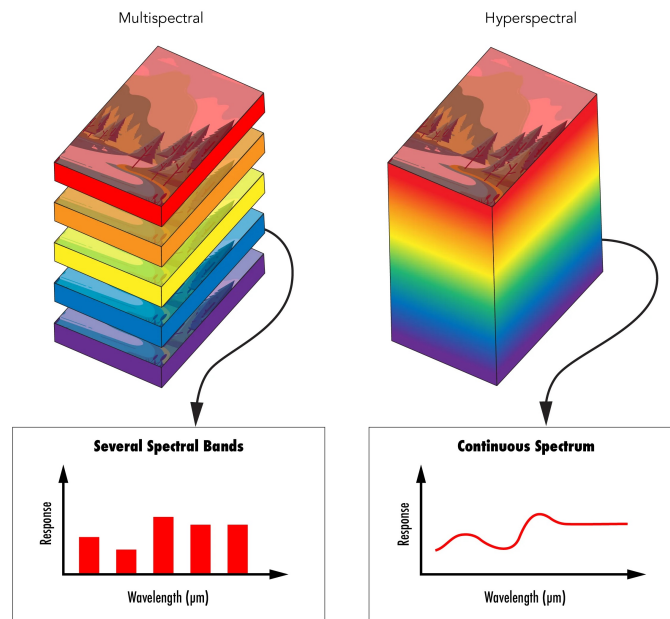 Multispectral
Hyperspectral
Several Spectral Bands
Response
Wavelength (µm)
Continuous Spectrum
Response
Wavelength (µm)